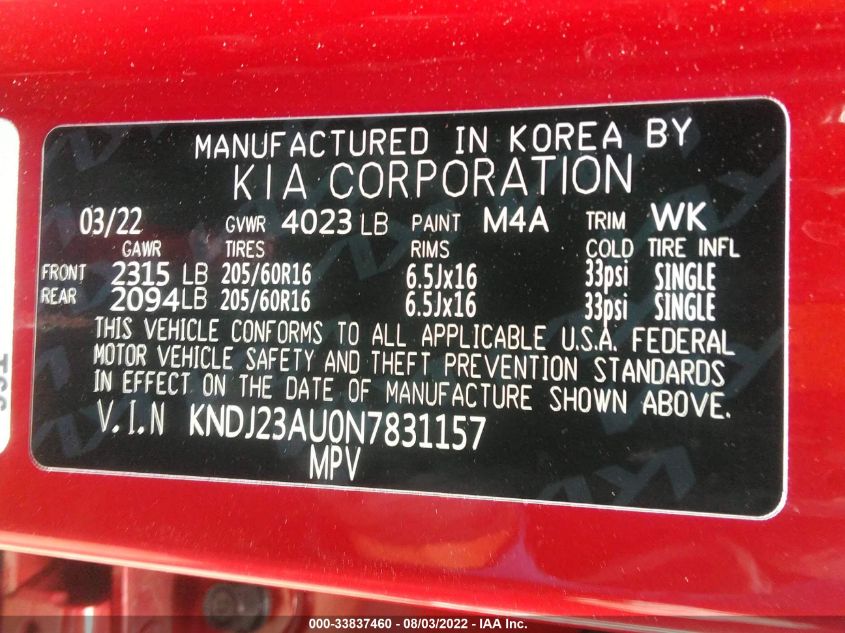 MANUFACTURED IN KOREA BY
KIA CORPORATION
03/22 GVWR 4023 LB PAINT M4A TRIM WK
GAWR TIRES RIMS COLD TIRE INFL
FRONT 2315 LB 205/60R16 6.5Jx16 33psi SINGLE
REAR 2094 LB 205/60R16 6.5Jx16 33psi SINGLE
THIS VEHICLE CONFORMS TO ALL APPLICABLE U.S.A. FEDERAL
MOTOR VEHICLE SAFETY AND THEFT PREVENTION STANDARDS
IN EFFECT ON THE DATE OF MANUFACTURE SHOWN ABOVE.
V.I.N KNDJ23AU0N7831157
MPV
000-33837460 - 08/03/2022 - IAA Inc.